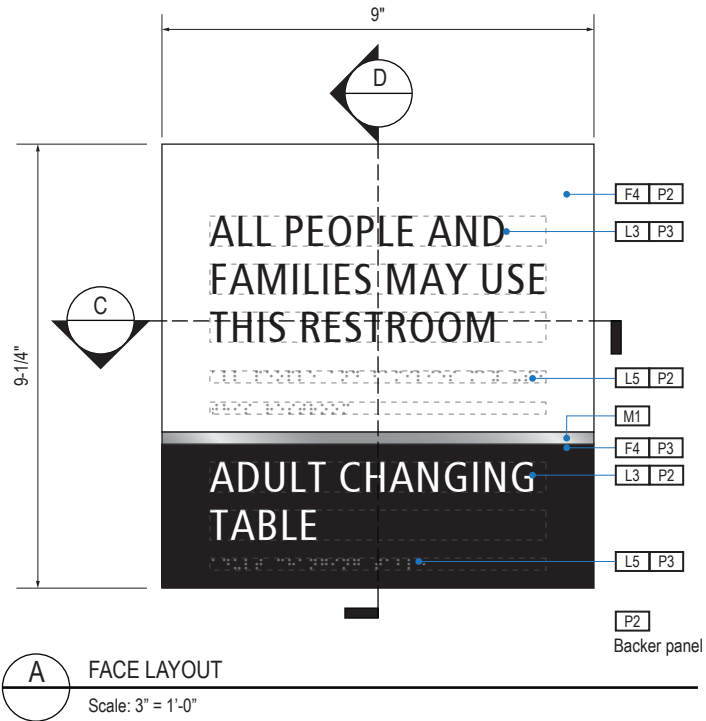 9"
D
F4 P2
ALL PEOPLE AND
L3 P3
FAMILIES MAY USE
C
THIS RESTROOM
9-1/4"
L5 P2
M1
F4 P3
ADULT CHANGING
L3 P2
TABLE
L5 P3
P2
Backer panel
A
FACE LAYOUT
Scale: 3” = 1’-0”